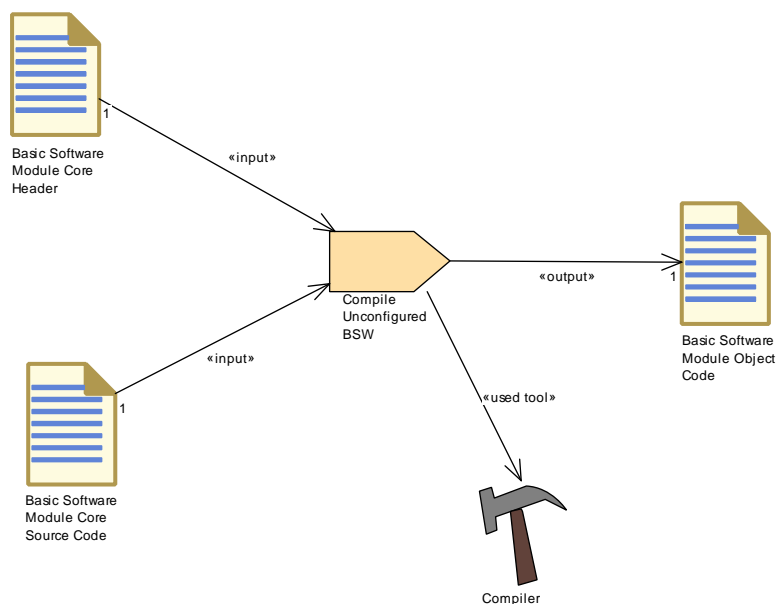 1
Basic Software
Module Core
Header
«input»
«output»
1
Compile
Unconfigured
BSW
Basic Software
Module Object
Code
«input»
«used tool»
1
Basic Software
Module Core
Source Code
Compiler